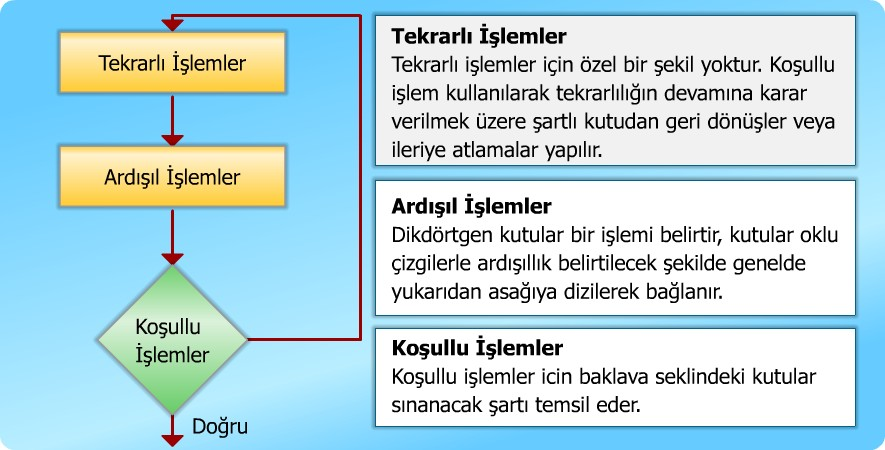 Tekrarlı İşlemler
Ardışıl İşlemler
Koşullu
İşlemler
Doğru
Tekrarlı İşlemler
Tekrarlı işlemler için özel bir şekil yoktur. Koşullu
işlem kullanılarak tekrarlılığın devamına karar
verilmek üzere şartlı kutudan geri dönüşler veya
ileriye atlamalar yapılır.
Ardışıl İşlemler
Dikdörtgen kutular bir işlemi belirtir, kutular oklu
çizgilerle ardışıllık belirtilecek şekilde genelde
yukarıdan asağıya dizilerek bağlanır.
Koşullu İşlemler
Koşullu işlemler icin baklava seklindeki kutular
sınanacak şartı temsil eder.